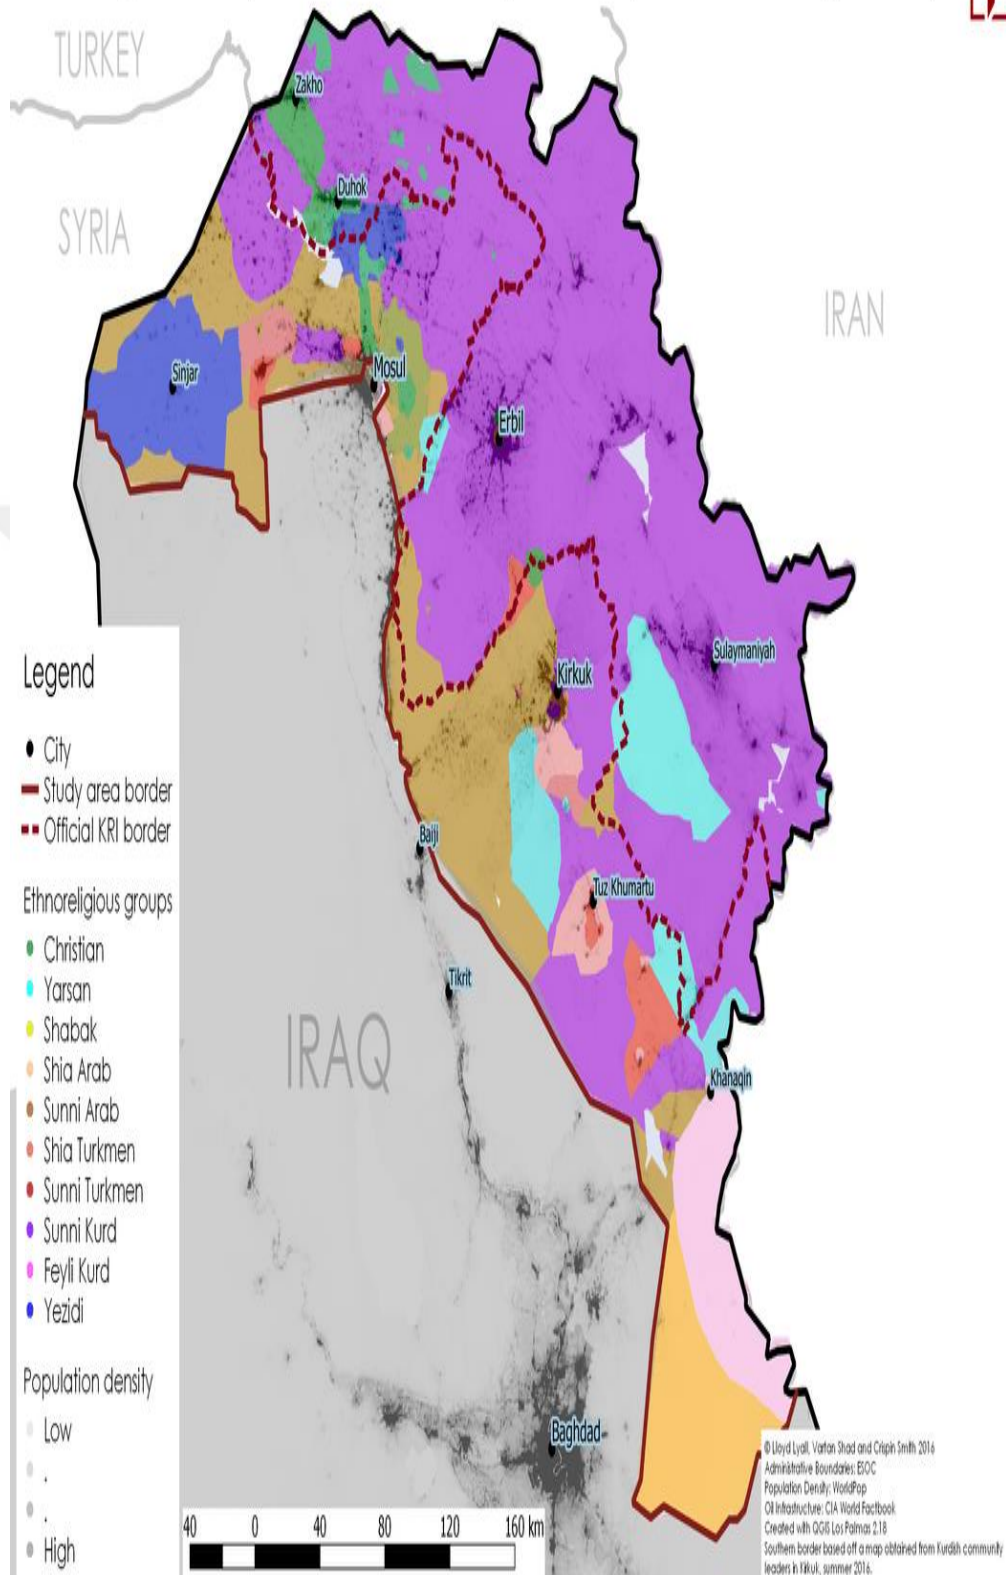 TURKEY
Zakho
Duhok
SYRIA
IRAN
Sinjar
Mosul
Erbil
Sulaymaniyah
Kirkuk
Baiji
Tuz Khumartu
Tikrit
IRAQ
Khanaqin
Baghdad
Legend
City
Study area border
Official KRI border
Ethnoreligious groups
Christian
Yarsan
Shabak
Shia Arab
Sunni Arab
Shia Turkmen
Sunni Turkmen
Sunni Kurd
Feyli Kurd
Yezidi
Population density
Low
.
.
High
40 0 40 80 160 km
© Lloyd Lyall, Vartan Shad and Crispin Smith 2016
Administrative Boundaries: ESOC
Population Density: WorldPop
Oil Infrastructure: CIA World Factbook
Created with QGIS Los Palmas 2.18
Southern border based off a map obtained from Kurdish community
leaders in Kirkuk, summer 2016.